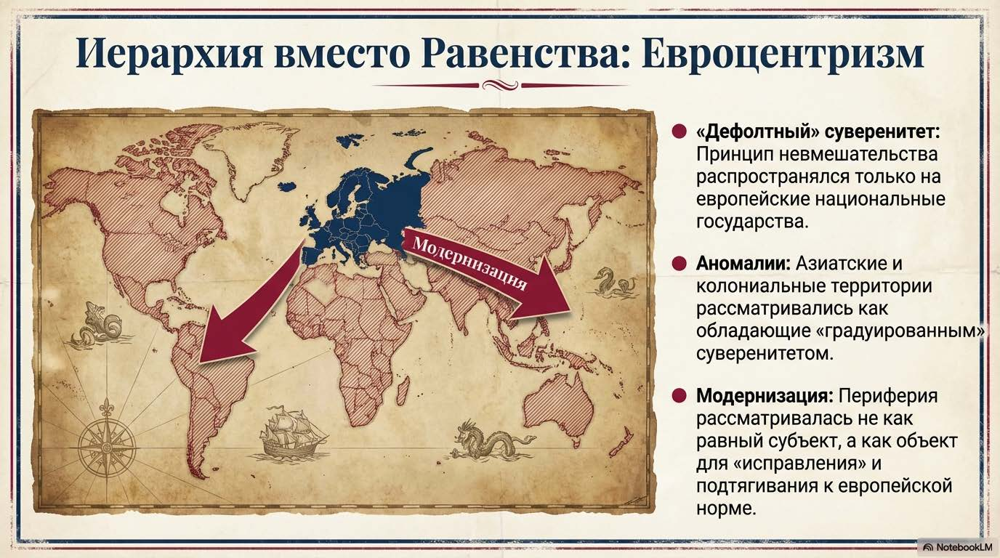 Иерархия вместо Равенства: Евроцентризм
Модернизация
«Дефолтный» суверенитет:
Принцип невмешательства
распространялся только на
европейские национальные
государства.
Аномалии: Азиатские и
колониальные территории
рассматривались как
обладающие «градуированным»
суверенитетом.
Модернизация: Периферия
рассматривалась не как
равный субъект, а как объект
для «исправления» и
подтягивания к европейской
норме.
NotebookLM